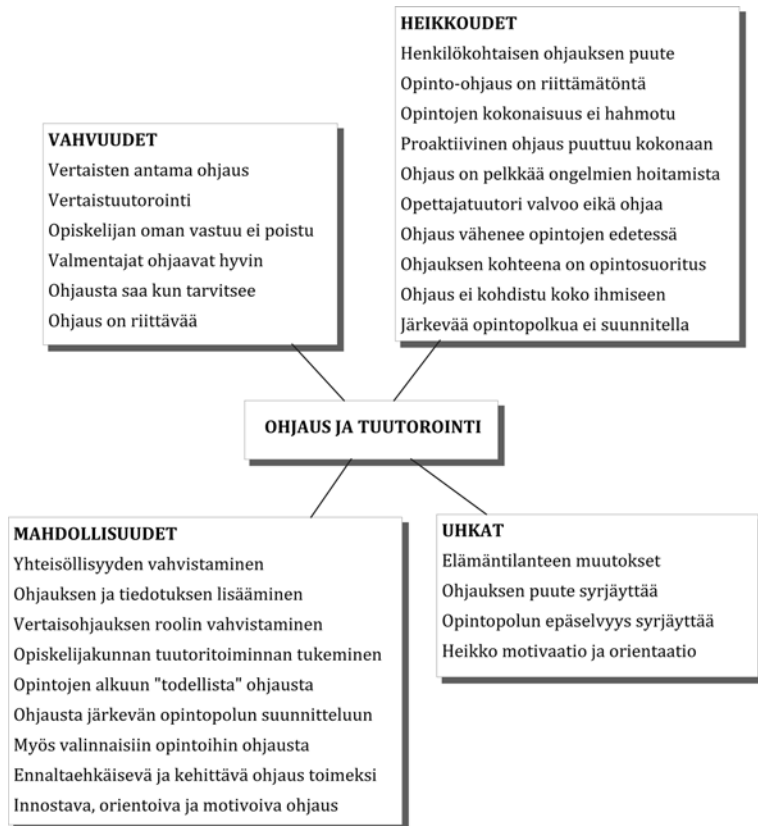 VAHVUUDET
Vertaisten antama ohjaus
Vertaistuutorointi
Opiskelijan oman vastuu ei poistu
Valmentajat ohjaavat hyvin
Ohjausta saa kun tarvitsee
Ohjaus on riittävää
HEIKKOUDET
Henkilökohtaisen ohjauksen puute
Opinto-ohjaus on riittämätöntä
Opintojen kokonaisuus ei hahmotu
Proaktiivinen ohjaus puuttuu kokonaan
Ohjaus on pelkkää ongelmien hoitamista
Opettajatuutori valvoo eikä ohjaa
Ohjaus vähenee opintojen edetessä
Ohjauksen kohteena on opintosuoritus
Ohjaus ei kohdistu koko ihmiseen
Järkevää opintopolkua ei suunnitella
OHJAUS JA TUUTOROINTI
MAHDOLLISUUDET
Yhteisöllisyyden vahvistaminen
Ohjauksen ja tiedotuksen lisääminen
Vertaisohjauksen roolin vahvistaminen
Opiskelijakunnan tuutoritoiminnan tukeminen
Opintojen alkuun "todellista" ohjausta
Ohjausta järkevän opintopolun suunnitteluun
Myös valinnaisiin opintoihin ohjausta
Ennaltaehkäisevä ja kehittävä ohjaus toimeksi
Innostava, orientoiva ja motivoiva ohjaus
UHKAT
Elämäntilanteen muutokset
Ohjauksen puute syrjäyttää
Opintopolun epäselvyys syrjäyttää
Heikko motivaatio ja orientaatio